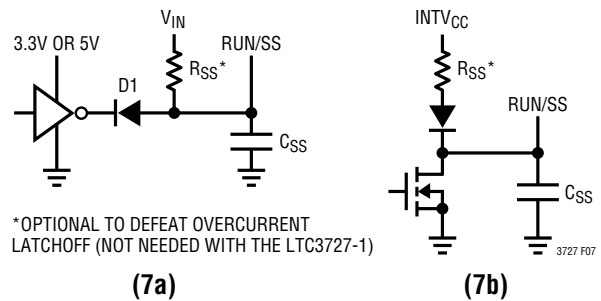 V_IN
3.3V OR 5V
D1
R_SS*
RUN/SS
C_SS
*OPTIONAL TO DEFEAT OVERCURRENT
LATCHOFF (NOT NEEDED WITH THE LTC3727-1)
(7a)
INTV_CC
R_SS*
RUN/SS
C_SS
3727 F07
(7b)